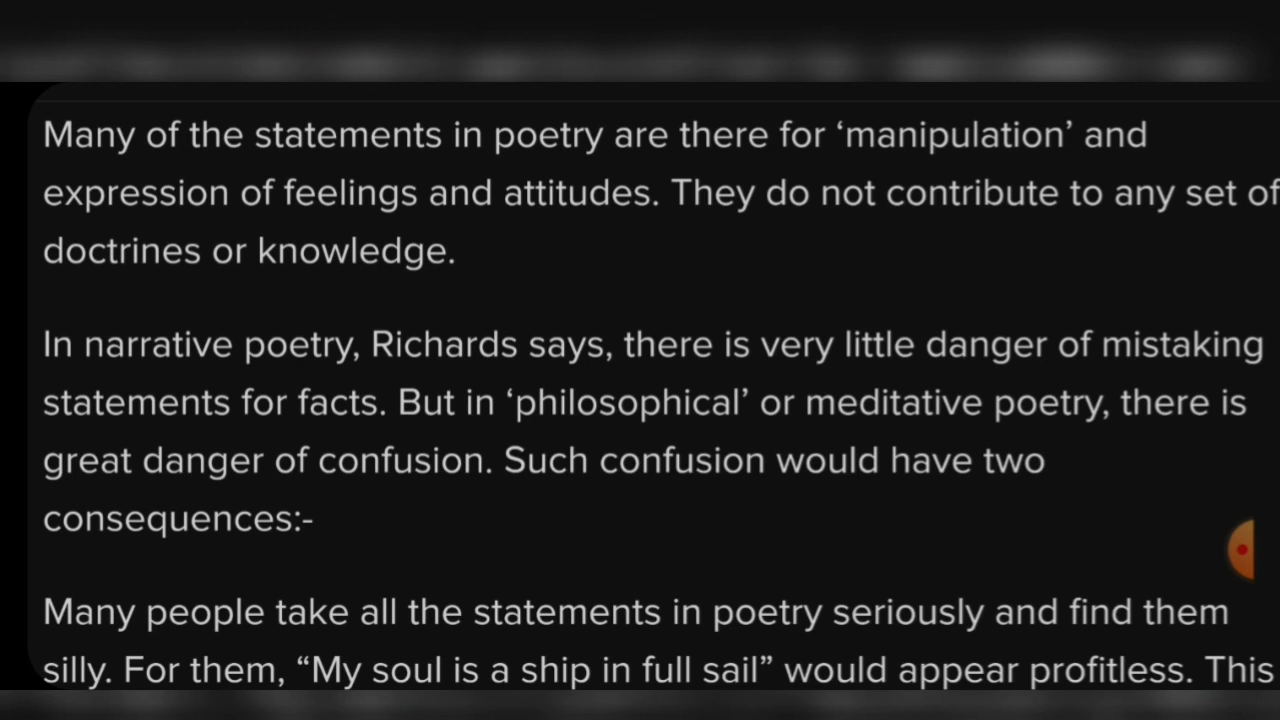 Many of the statements in poetry are there for ‘manipulation’ and
expression of feelings and attitudes. They do not contribute to any set of
doctrines or knowledge.
In narrative poetry, Richards says, there is very little danger of mistaking
statements for facts. But in ‘philosophical’ or meditative poetry, there is
great danger of confusion. Such confusion would have two
consequences:-
Many people take all the statements in poetry seriously and find them
silly. For them, “My soul is a ship in full sail” would appear profitless. This